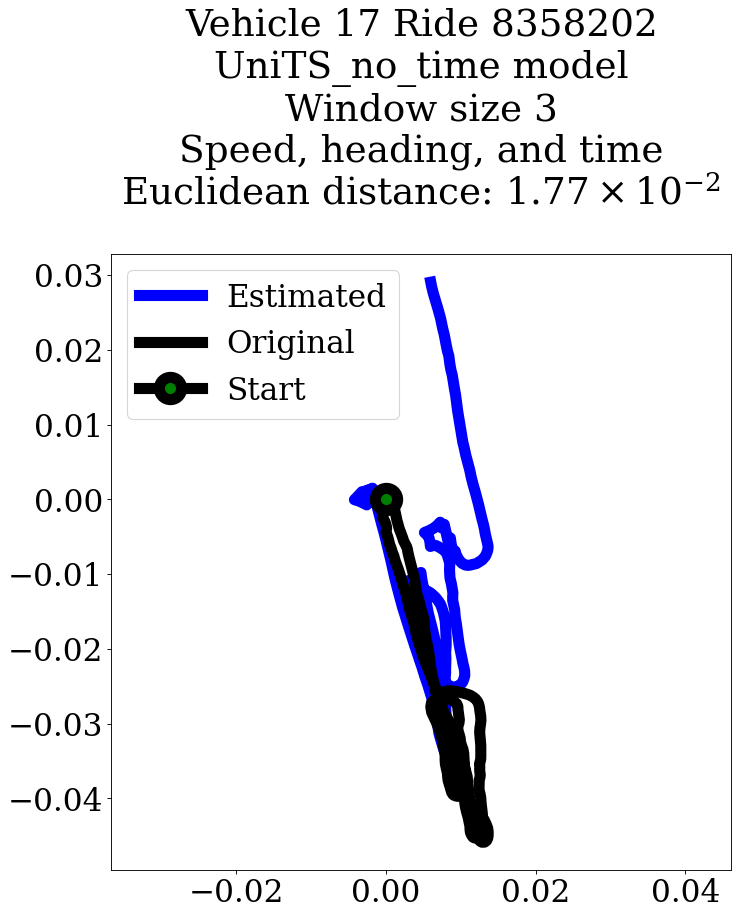 Vehicle 17 Ride 8358202
UniTS_no_time model
Window size 3
Speed, heading, and time
Euclidean distance: 1.77 × 10⁻²
Estimated
Original
Start
0.03
0.02
0.01
0.00
−0.01
−0.02
−0.03
−0.04
−0.02
0.00
0.02
0.04